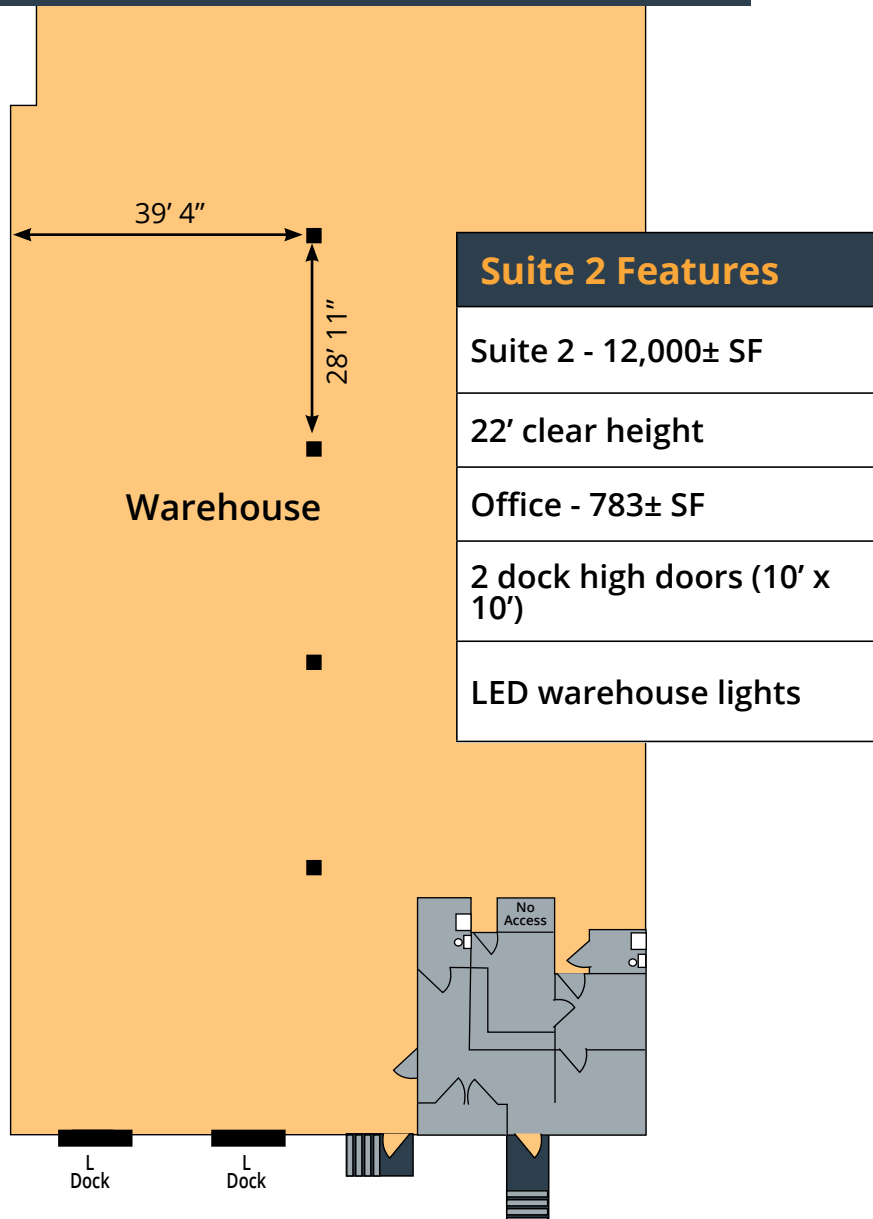 39’ 4”
28’ 11”
Warehouse
Suite 2 Features
Suite 2 - 12,000± SF
22’ clear height
Office - 783± SF
2 dock high doors (10’ x
10’)
LED warehouse lights
No
Access
L
Dock
L
Dock